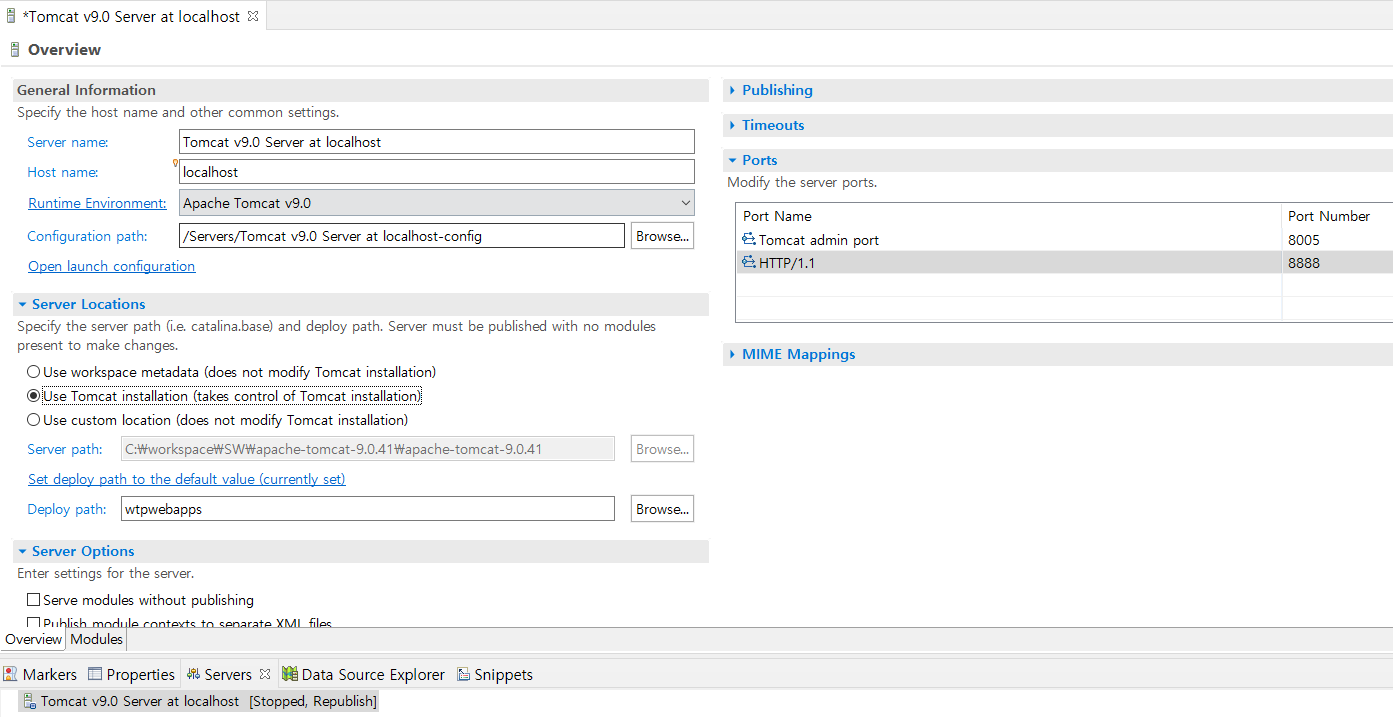 *Tomcat v9.0 Server at localhost
Overview
General Information
Specify the host name and other common settings.
Server name: Tomcat v9.0 Server at localhost
Host name: localhost
Runtime Environment: Apache Tomcat v9.0
Configuration path: /Servers/Tomcat v9.0 Server at localhost-config Browse...
Open launch configuration
Server Locations
Specify the server path (i.e. catalina.base) and deploy path. Server must be published with no modules
present to make changes.
Use workspace metadata (does not modify Tomcat installation)
Use Tomcat installation (takes control of Tomcat installation)
Use custom location (does not modify Tomcat installation)
Server path: C:₩workspace₩SW₩apache-tomcat-9.0.41₩apache-tomcat-9.0.41 Browse...
Set deploy path to the default value (currently set)
Deploy path: wtpwebapps Browse...
Server Options
Enter settings for the server.
Serve modules without publishing
Publish module contexts to separate XML files
Publishing
Timeouts
Ports
Modify the server ports.
Port Name Port Number
Tomcat admin port 8005
HTTP/1.1 8888
MIME Mappings
Overview Modules
Markers Properties Servers Data Source Explorer Snippets
Tomcat v9.0 Server at localhost [Stopped, Republish]